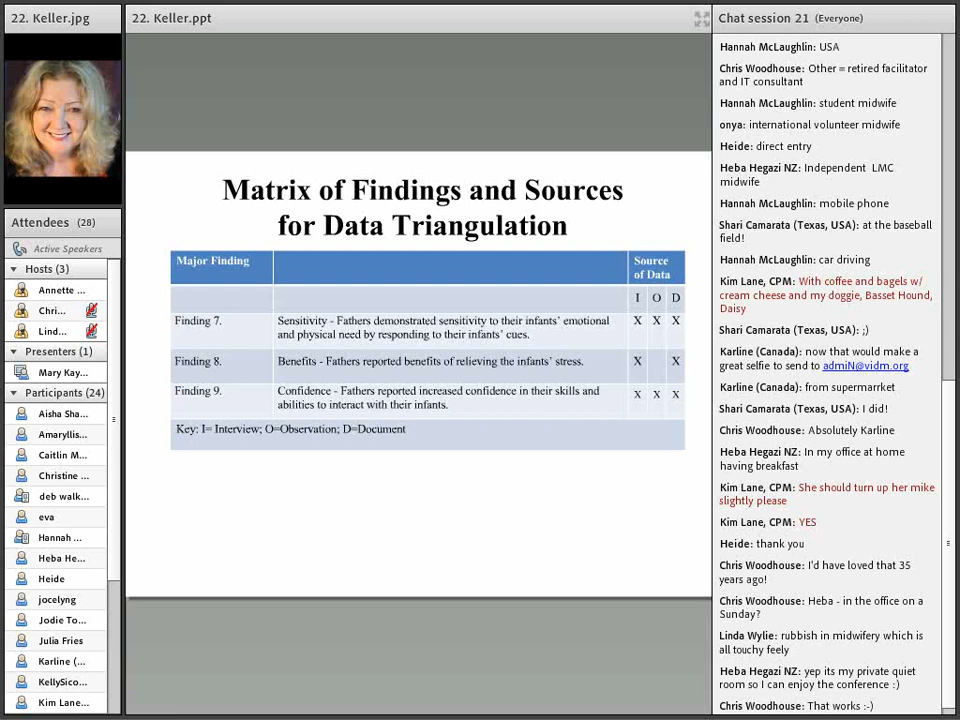 22. Keller.jpg
22. Keller.ppt
Chat session 21 (Everyone)
Attendees (28)
Active Speakers
Hosts (3)
Annette ...
Chri...
Lind...
Presenters (1)
Mary Kay...
Participants (24)
Aisha Sha...
Amaryllis...
Caitlin M...
Christine ...
deb walk...
eva
Hannah ...
Heba He...
Heide
jocelyng
Jodie To...
Julia Fries
Karline (...
KellySico...
Kim Lane...
Matrix of Findings and Sources
for Data Triangulation
Major Finding
Source
of Data
I O D
Finding 7. Sensitivity - Fathers demonstrated sensitivity to their infants' emotional X X X
and physical need by responding to their infants' cues.
Finding 8. Benefits - Fathers reported benefits of relieving the infants' stress. X X
Finding 9. Confidence - Fathers reported increased confidence in their skills and X X X
abilities to interact with their infants.
Key: I= Interview; O=Observation; D=Document
Hannah McLaughlin: USA
Chris Woodhouse: Other = retired facilitator
and IT consultant
Hannah McLaughlin: student midwife
onya: international volunteer midwife
Heide: direct entry
Heba Hegazi NZ: Independent LMC
midwife
Hannah McLaughlin: mobile phone
Shari Camarata (Texas, USA): at the baseball
field!
Hannah McLaughlin: car driving
Kim Lane, CPM: With coffee and bagels w/
cream cheese and my doggie, Basset Hound,
Daisy
Shari Camarata (Texas, USA): ;)
Karline (Canada): now that would make a
great selfie to send to admiN@vidm.org
Karline (Canada): from supermarrket
Shari Camarata (Texas, USA): I did!
Chris Woodhouse: Absolutely Karline
Heba Hegazi NZ: In my office at home
having breakfast
Kim Lane, CPM: She should turn up her mike
slightly please
Kim Lane, CPM: YES
Heide: thank you
Chris Woodhouse: I'd have loved that 35
years ago!
Chris Woodhouse: Heba - in the office on a
Sunday?
Linda Wylie: rubbish in midwifery which is
all touchy feely
Heba Hegazi NZ: yep its my private quiet
room so I can enjoy the conference :)
Chris Woodhouse: That works :-)